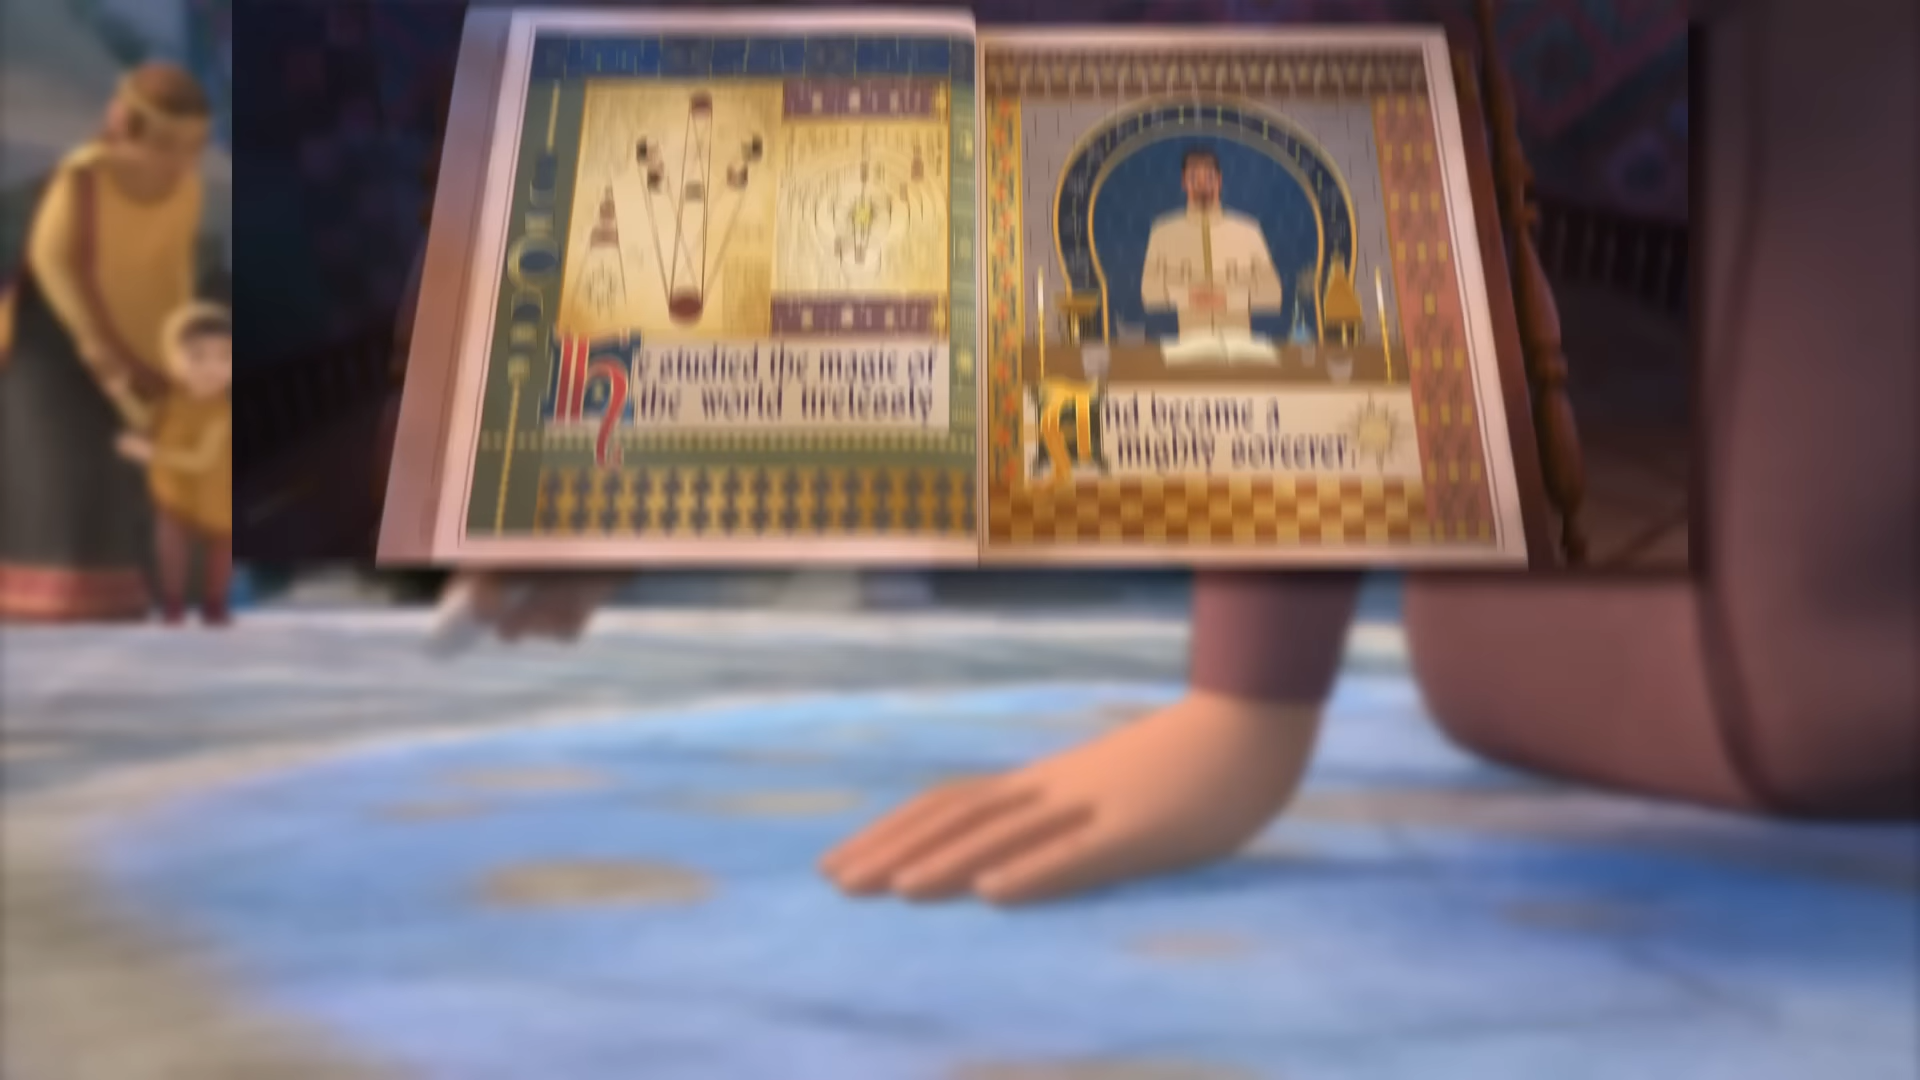 He studied the magic of
the world tirelessly
And became a
mighty sorcerer.